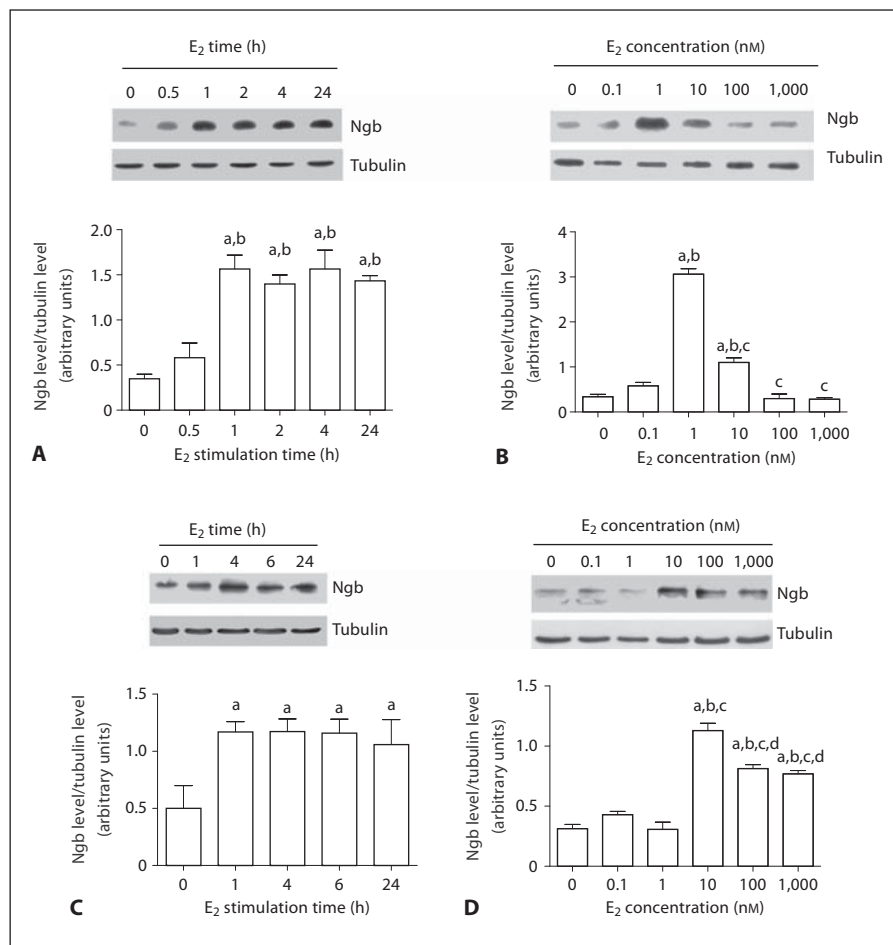 E₂ time (h)
0 0.5 1 2 4 24
Ngb
Tubulin
2.0
1.5
1.0
0.5
0
Ngb level/tubulin level
(arbitrary units)
a,b
a,b
a,b
a,b
0 0.5 1 2 4 24
E₂ stimulation time (h)
A
E₂ concentration (nM)
0 0.1 1 10 100 1,000
Ngb
Tubulin
4
3
2
1
0
Ngb level/tubulin level
(arbitrary units)
a,b
a,b,c
c
c
0 0.1 1 10 100 1,000
E₂ concentration (nM)
B
E₂ time (h)
0 1 4 6 24
Ngb
Tubulin
1.5
1.0
0.5
0
Ngb level/tubulin level
(arbitrary units)
a
a
a
a
0 1 4 6 24
E₂ stimulation time (h)
C
E₂ concentration (nM)
0 0.1 1 10 100 1,000
Ngb
Tubulin
1.5
1.0
0.5
0
Ngb level/tubulin level
(arbitrary units)
a,b,c
a,b,c,d
a,b,c,d
0 0.1 1 10 100 1,000
E₂ concentration (nM)
D